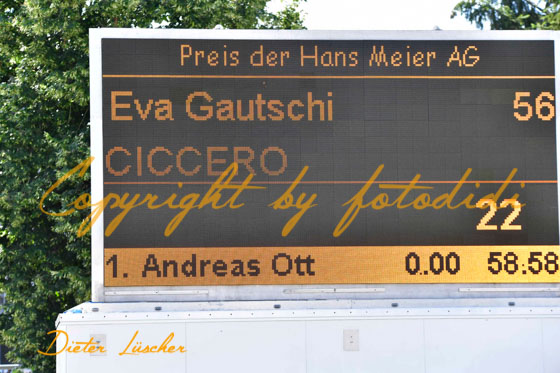 Preis der Hans Meier AG
Eva Gautschi 56
CICCERO
Copyright by fotodidi
22
1. Andreas Ott 0.00 58:58
Dieter Lüscher